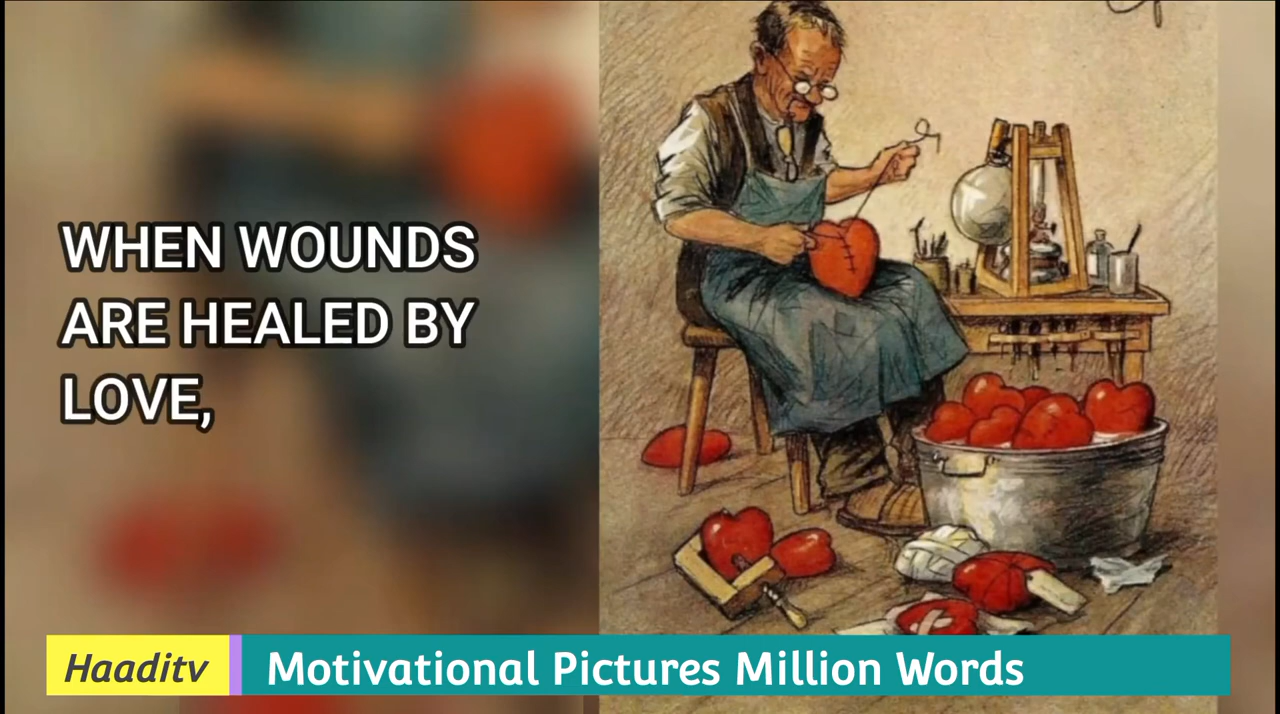 WHEN WOUNDS
ARE HEALED BY
LOVE,
Haaditv
Motivational Pictures Million Words